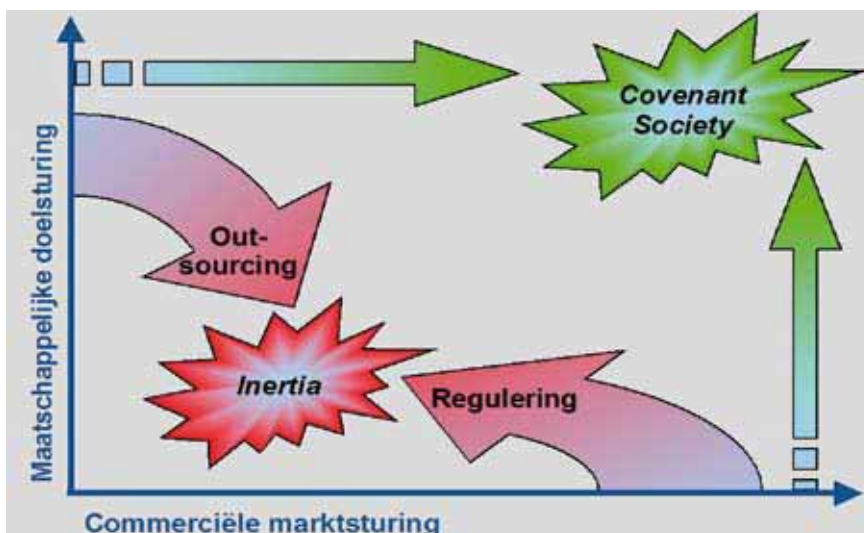 Maatschappelijke doelsturing
Covenant
Society
Out-
sourcing
Inertia
Regulering
Commerciële marktsturing